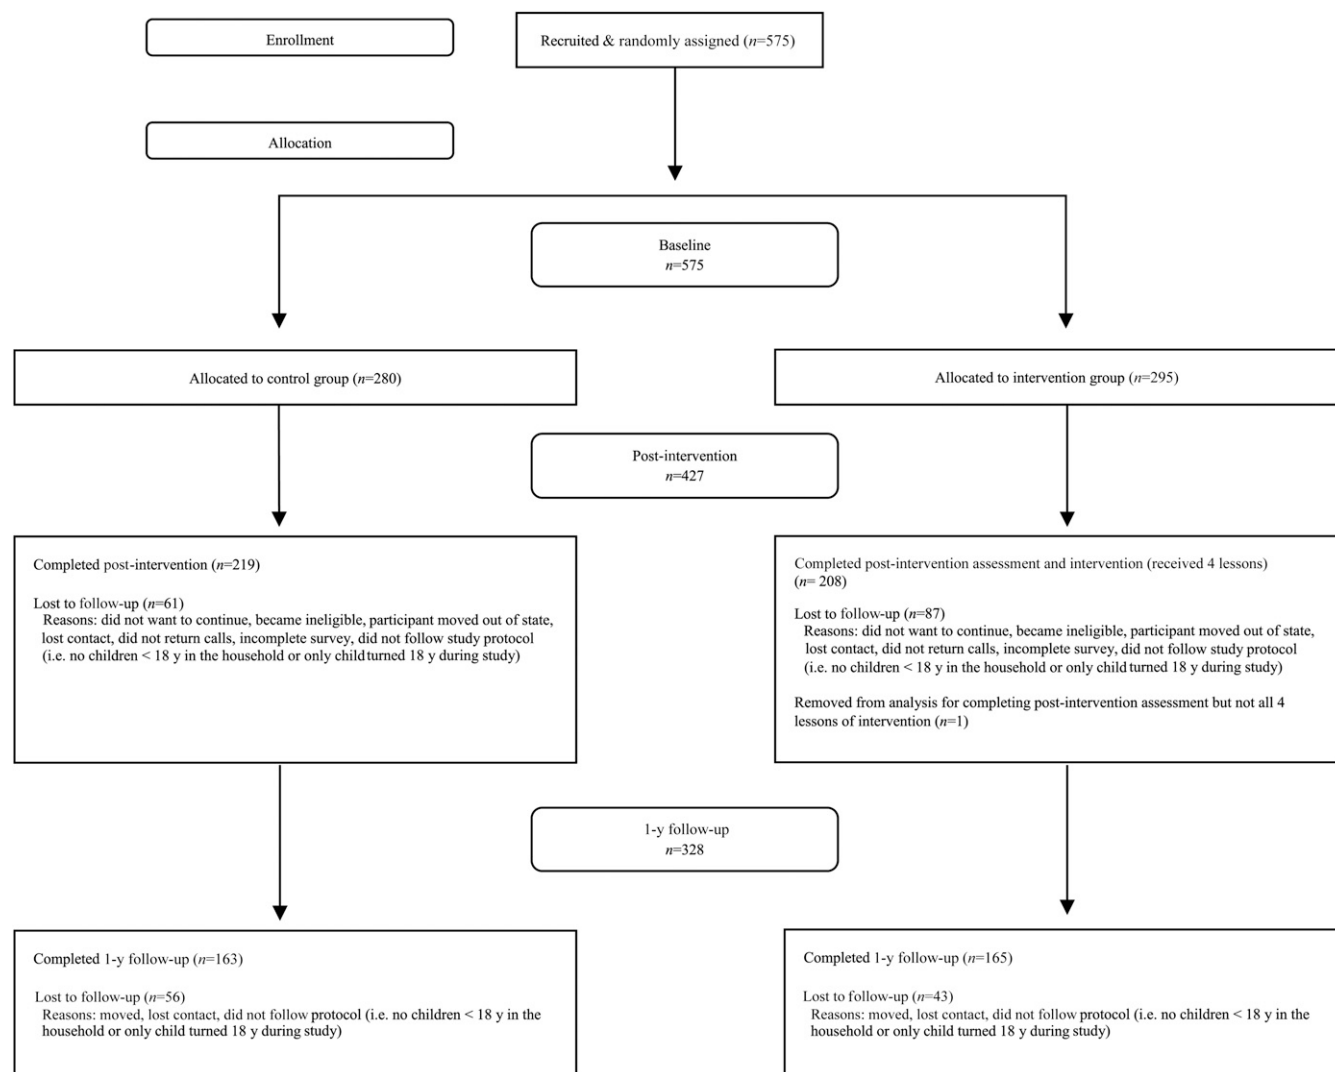 Enrollment
Recruited & randomly assigned (n=575)
Allocation
Baseline
n=575
Allocated to control group (n=280)
Allocated to intervention group (n=295)
Post-intervention
n=427
Completed post-intervention (n=219)
Lost to follow-up (n=61)
Reasons: did not want to continue, became ineligible, participant moved out of state,
lost contact, did not return calls, incomplete survey, did not follow study protocol
(i.e. no children < 18 y in the household or only child turned 18 y during study)
Completed post-intervention assessment and intervention (received 4 lessons)
(n= 208)
Lost to follow-up (n=87)
Reasons: did not want to continue, became ineligible, participant moved out of state,
lost contact, did not return calls, incomplete survey, did not follow study protocol
(i.e. no children < 18 y in the household or only child turned 18 y during study)
Removed from analysis for completing post-intervention assessment but not all 4
lessons of intervention (n=1)
1-y follow-up
n=328
Completed 1-y follow-up (n=163)
Lost to follow-up (n=56)
Reasons: moved, lost contact, did not follow protocol (i.e. no children < 18 y in the
household or only child turned 18 y during study)
Completed 1-y follow-up (n=165)
Lost to follow-up (n=43)
Reasons: moved, lost contact, did not follow protocol (i.e. no children < 18 y in the
household or only child turned 18 y during study)